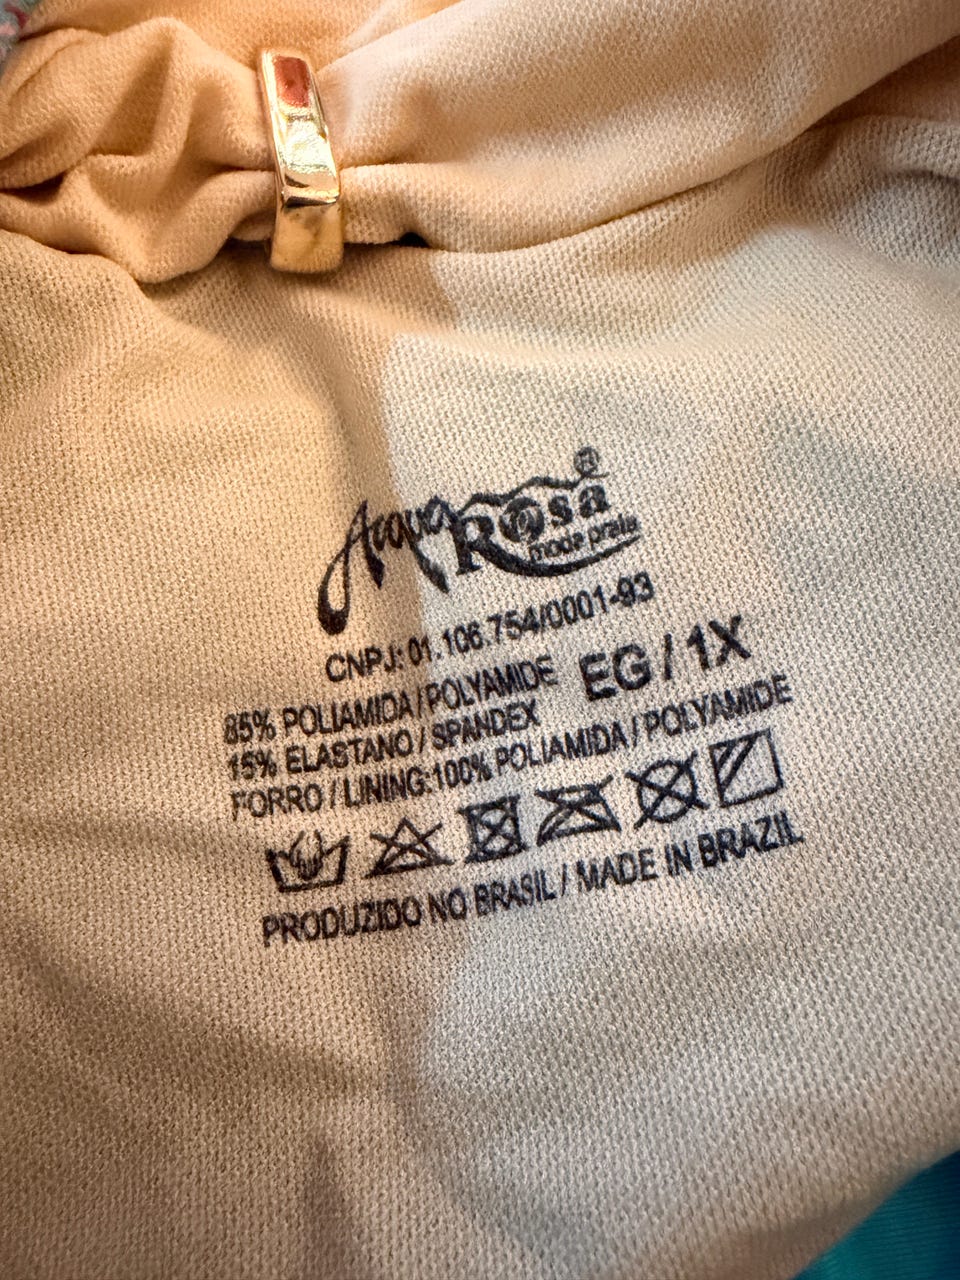 Acqua Rosa ®
moda praia
CNPJ: 01.106.754/0001-93
85% POLIAMIDA / POLYAMIDE EG / 1X
15% ELASTANO / SPANDEX
FORRO / LINING:100% POLIAMIDA / POLYAMIDE
PRODUZIDO NO BRASIL / MADE IN BRAZIL